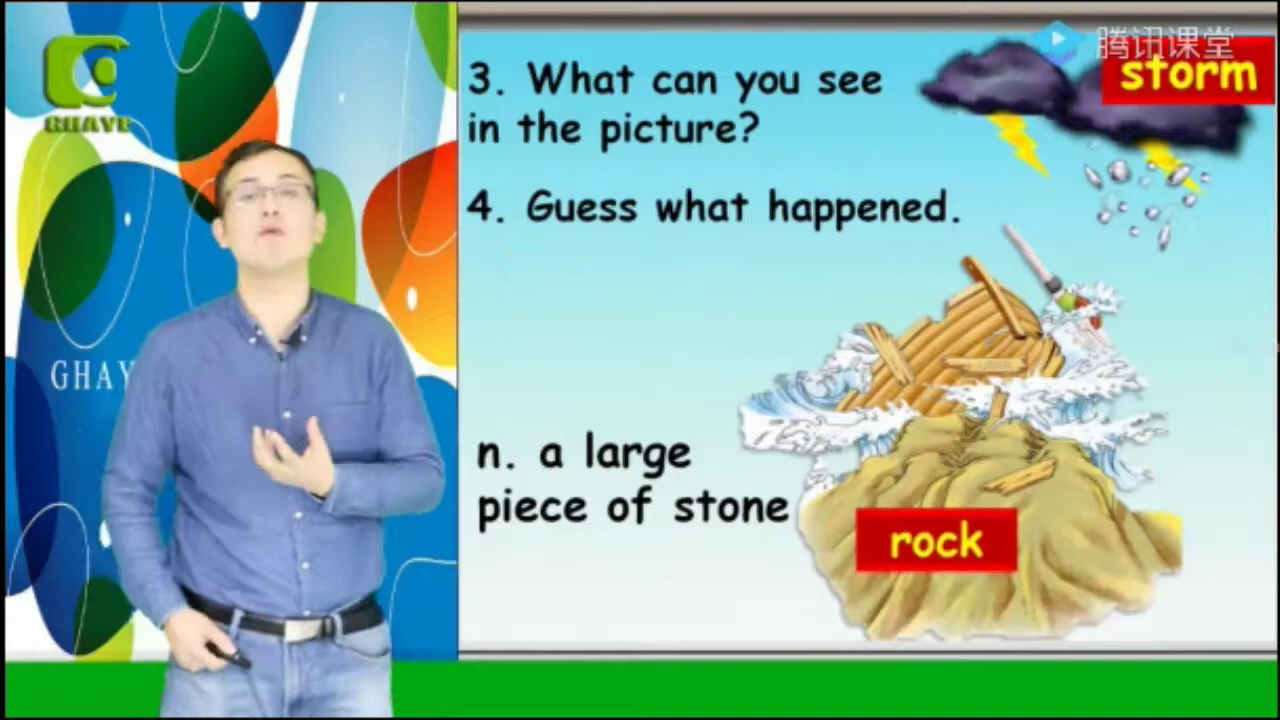 腾讯课堂
storm
3. What can you see
in the picture?
4. Guess what happened.
n. a large
piece of stone
rock
GHAY